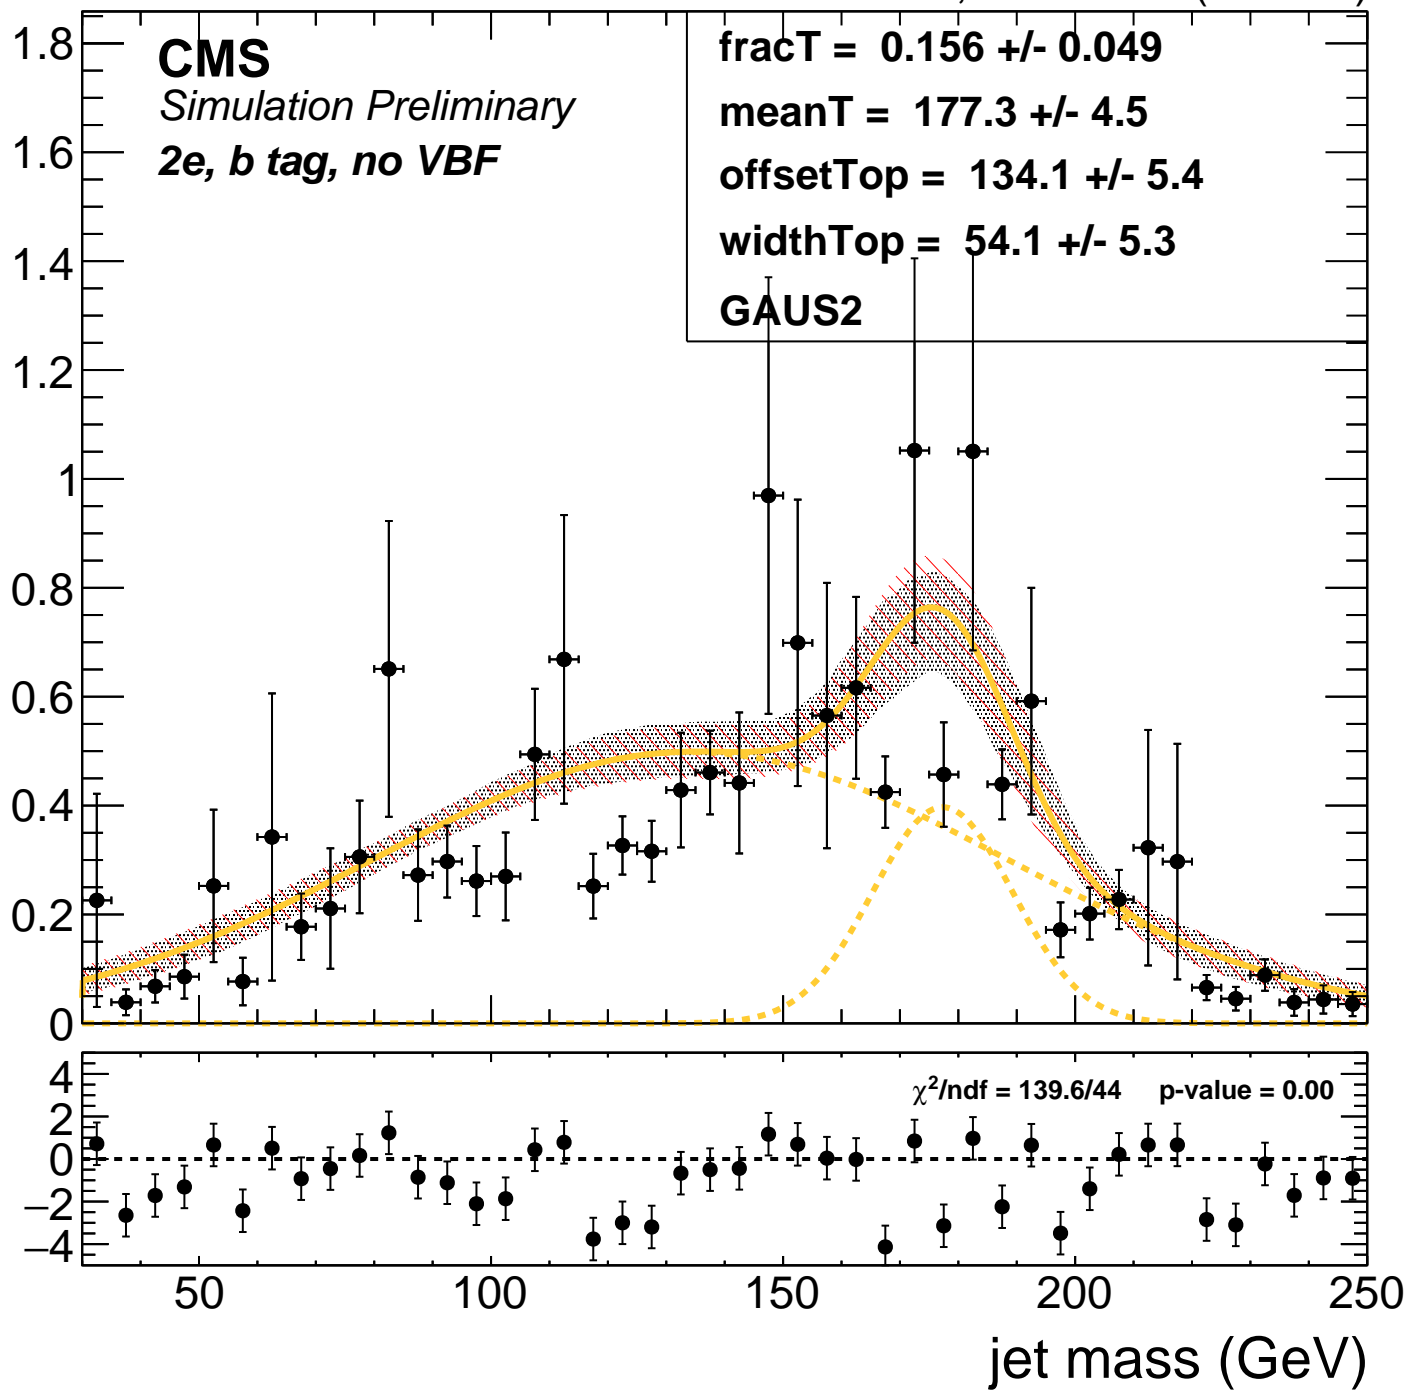 CMS
Simulation Preliminary
2e, b tag, no VBF
fracT = 0.156 +/- 0.049
meanT = 177.3 +/- 4.5
offsetTop = 134.1 +/- 5.4
widthTop = 54.1 +/- 5.3
GAUS2
1.8
1.6
1.4
1.2
1
0.8
0.6
0.4
0.2
0
χ²/ndf = 139.6/44 p-value = 0.00
4
2
0
−2
−4
50 100 150 200 250
jet mass (GeV)